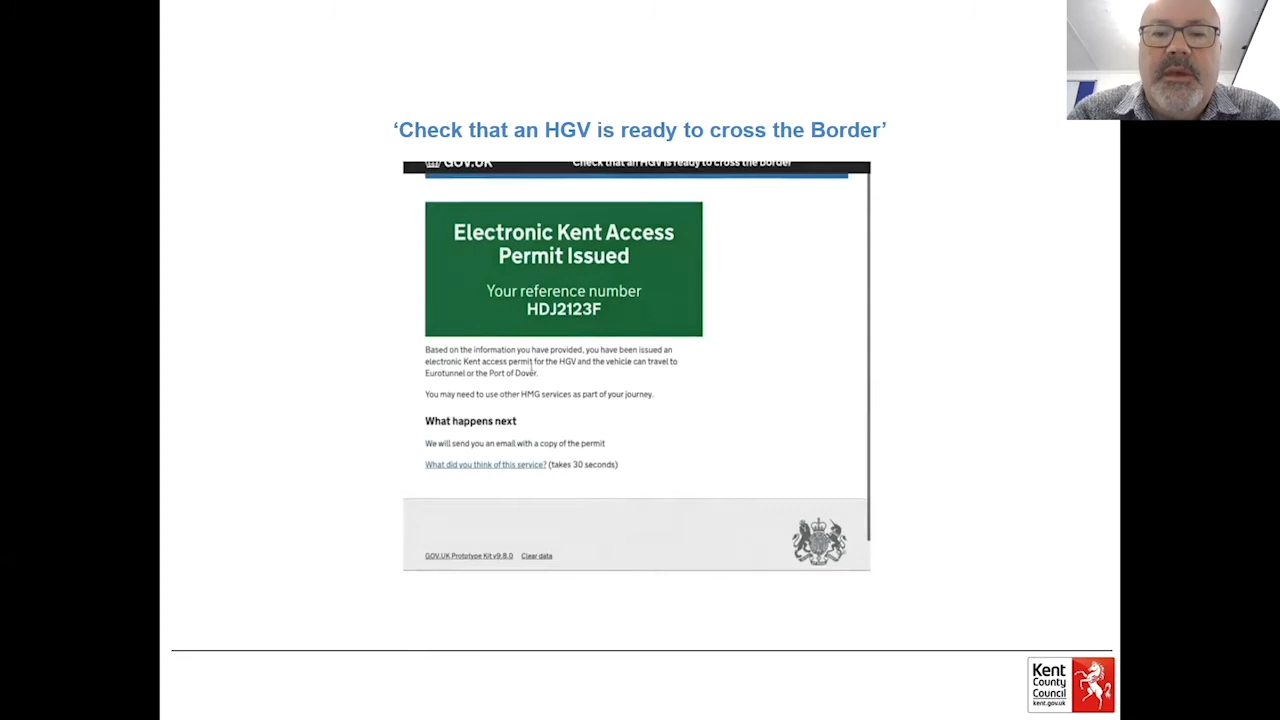 ‘Check that an HGV is ready to cross the Border’
GOV.UK Check that an HGV is ready to cross the border
Electronic Kent Access
Permit Issued
Your reference number
HDJ2123F
Based on the information you have provided, you have been issued an
electronic Kent access permit for the HGV and the vehicle can travel to
Eurotunnel or the Port of Dover.
You may need to use other HMG services as part of your journey.
What happens next
We will send you an email with a copy of the permit
What did you think of this service? (takes 30 seconds)
GOV.UK Prototype Kit v9.8.0 Clear data
Kent
County
Council
kent.gov.uk